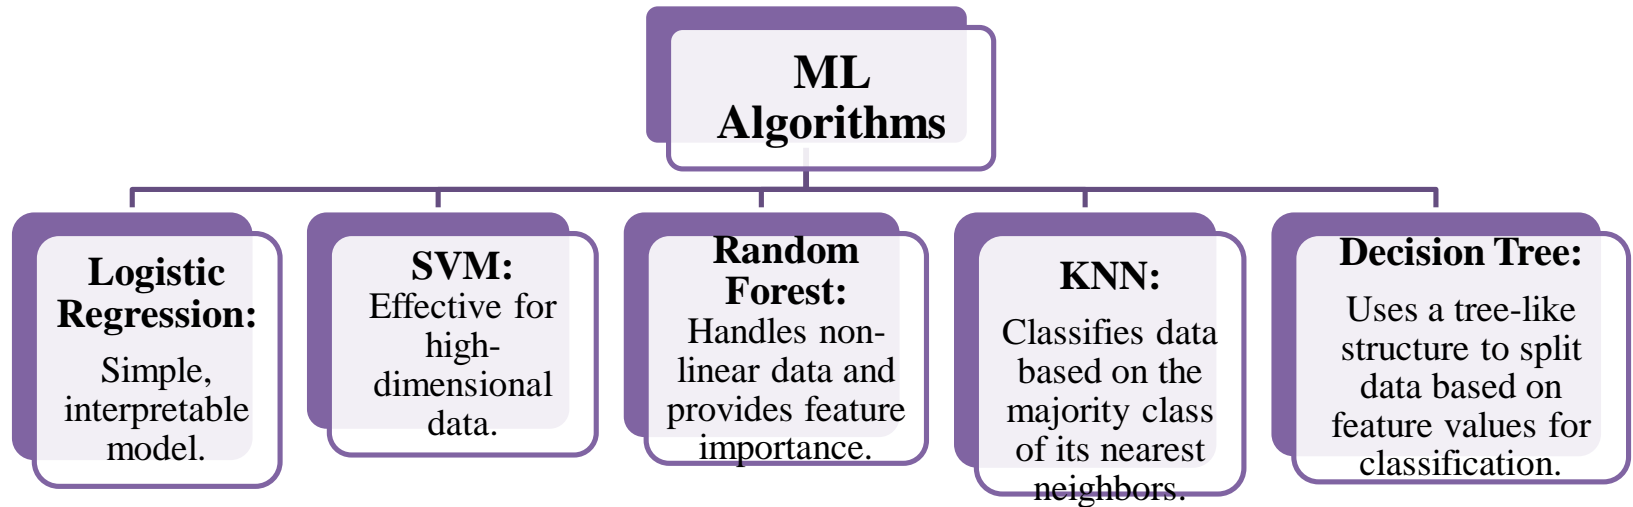 ML
Algorithms
Logistic
Regression:
Simple,
interpretable
model.
SVM:
Effective for
high-
dimensional
data.
Random
Forest:
Handles non-
linear data and
provides feature
importance.
KNN:
Classifies data
based on the
majority class
of its nearest
neighbors.
Decision Tree:
Uses a tree-like
structure to split
data based on
feature values for
classification.